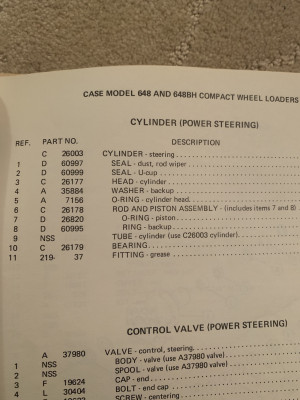 CASE MODEL 648 AND 648BH COMPACT WHEEL LOADERS
CYLINDER (POWER STEERING)
REF. PART NO. DESCRIPTION
C 26003 CYLINDER - steering
1 D 60997 SEAL - dust, rod wiper
2 D 60999 SEAL - U-cup
3 C 26177 HEAD - cylinder
4 A 35884 WASHER - backup
5 A 7156 O-RING - cylinder head
6 C 26178 ROD AND PISTON ASSEMBLY - (includes items 7 and 8)
7 D 26820 O-RING - piston
8 D 60995 RING - backup
9 NSS TUBE - cylinder (use C26003 cylinder)
10 C 26179 BEARING
11 219- 37 FITTING - grease
CONTROL VALVE (POWER STEERING)
A 37980 VALVE - control, steering
1 NSS BODY - valve (use A37980 valve)
2 NSS SPOOL - valve (use A37980 valve)
3 F 19624 CAP - end
4 L 30404 BOLT - end cap
SCREW - centering